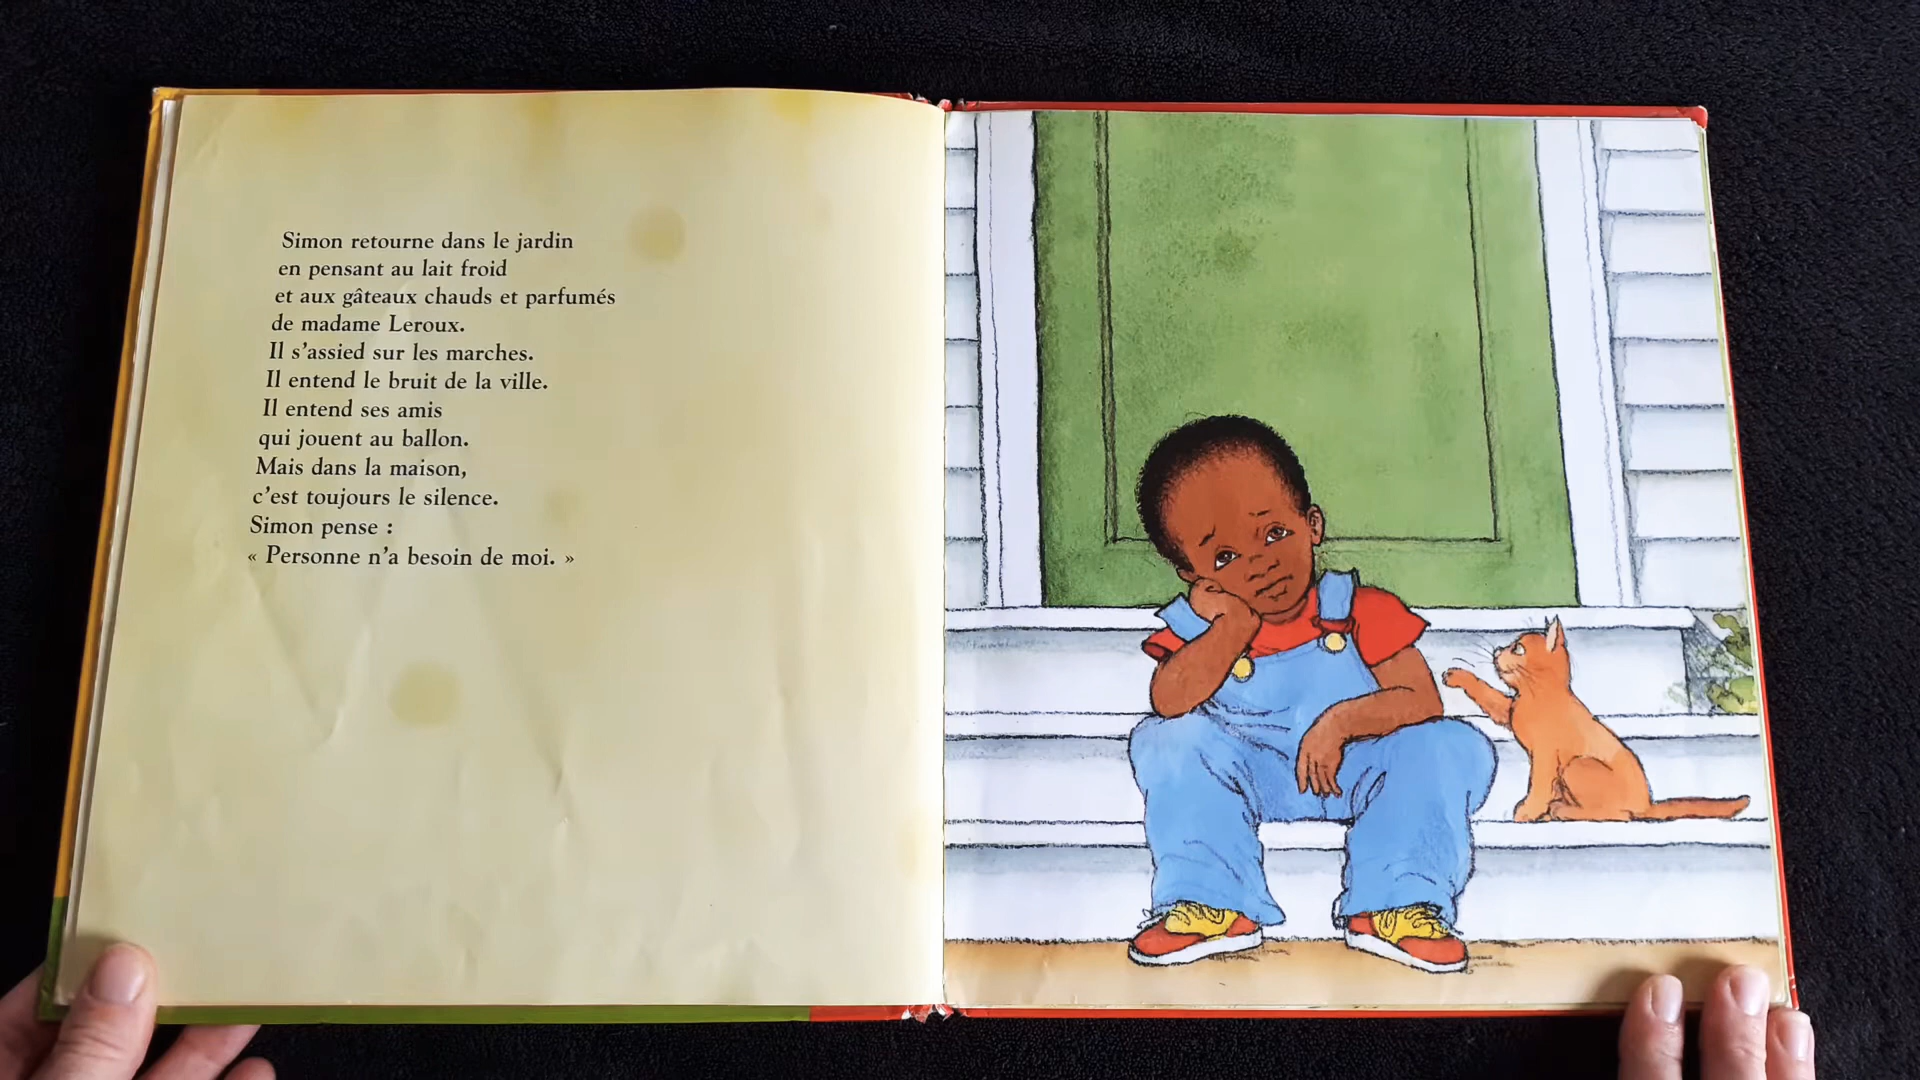 Simon retourne dans le jardin
en pensant au lait froid
et aux gâteaux chauds et parfumés
de madame Leroux.
Il s'assied sur les marches.
Il entend le bruit de la ville.
Il entend ses amis
qui jouent au ballon.
Mais dans la maison,
c'est toujours le silence.
Simon pense :
« Personne n'a besoin de moi. »